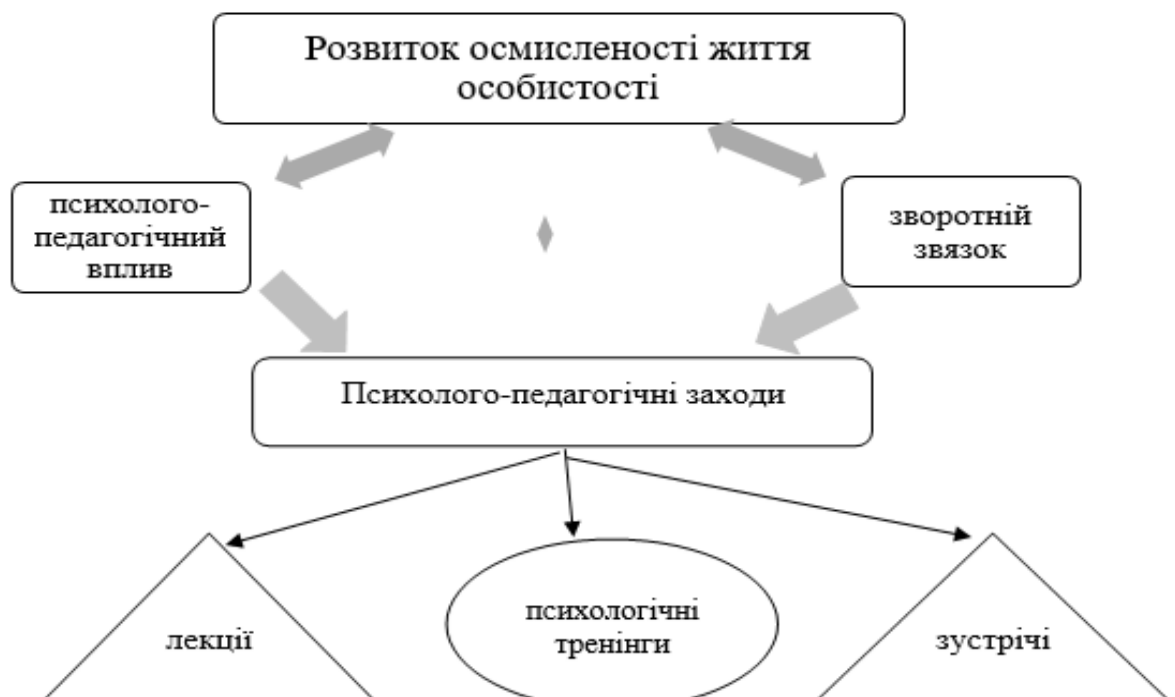 Розвиток осмисленості життя
особистості
психолого-
педагогічний
вплив
зворотній
звязок
Психолого-педагогічні заходи
лекції
психологічні
тренінги
зустрічі